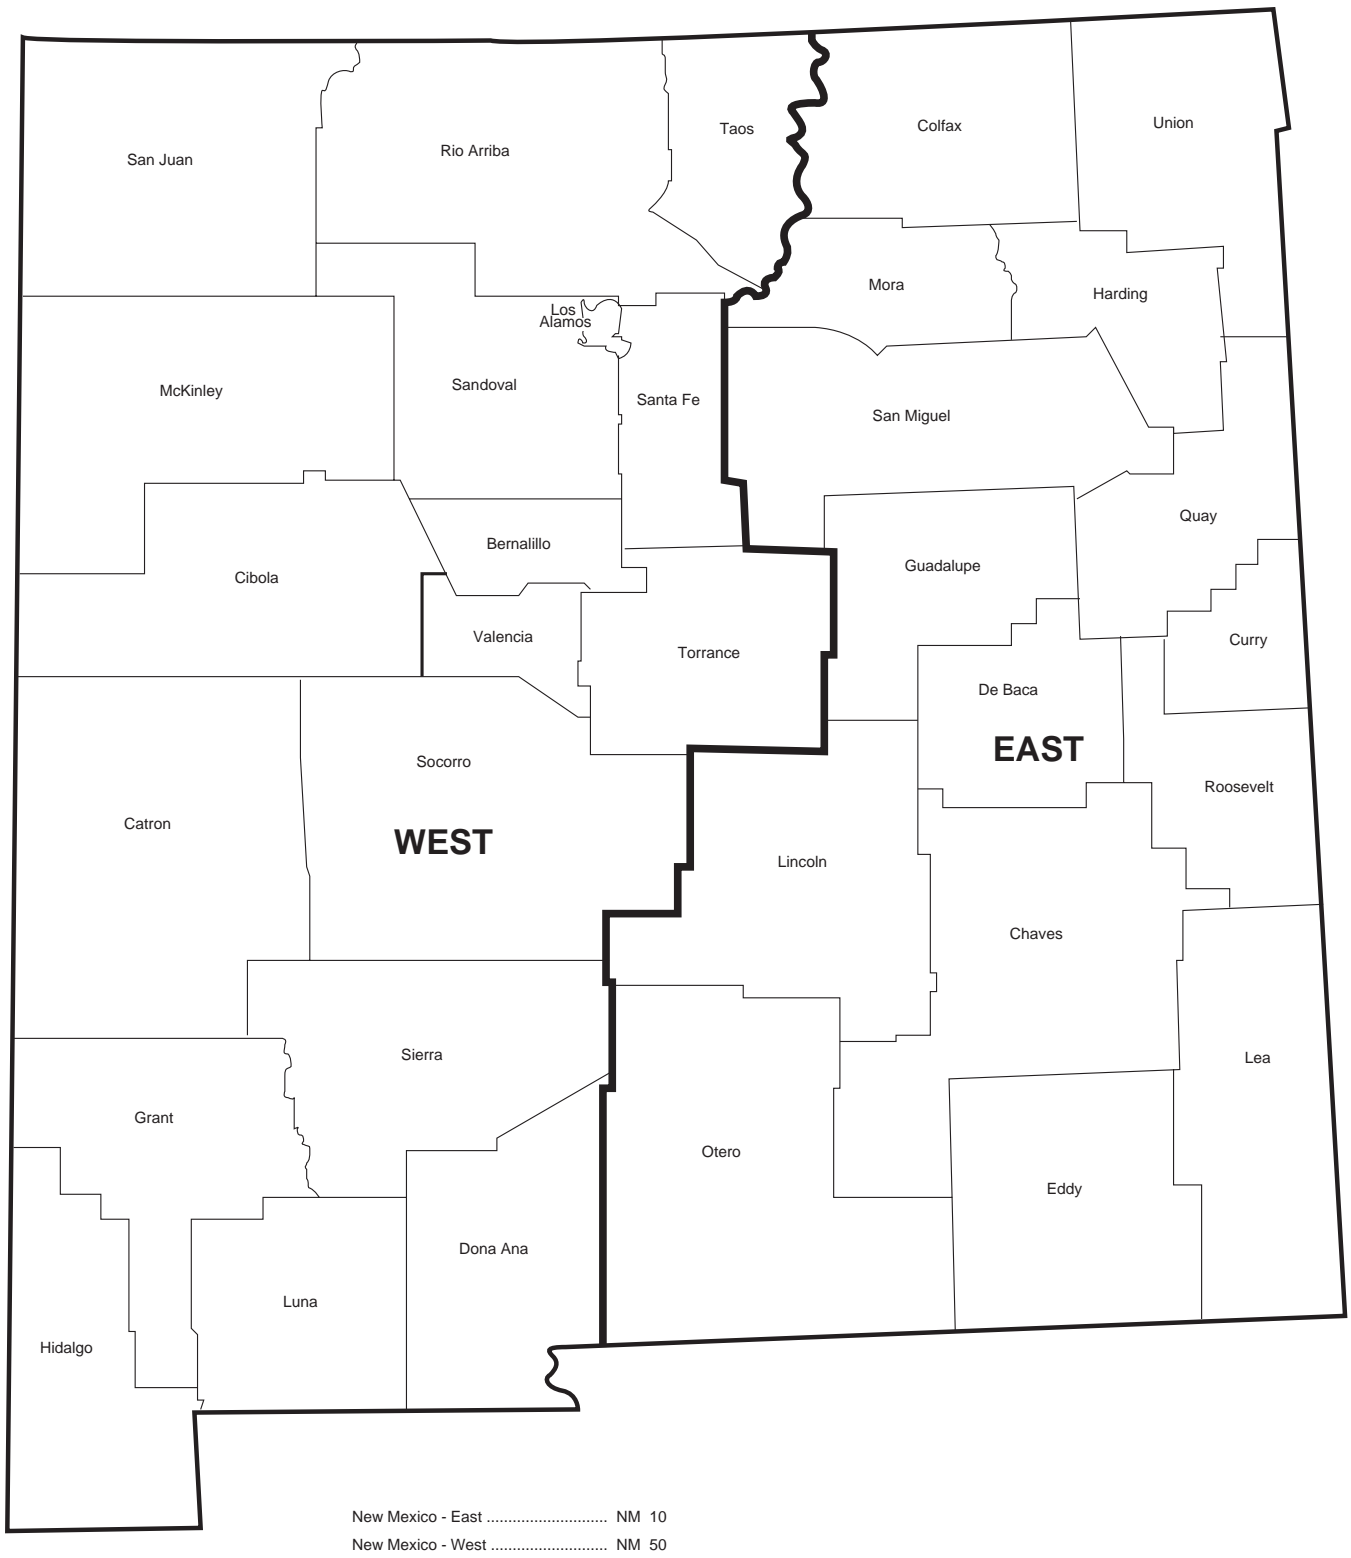 Union
Colfax
Taos
Rio Arriba
San Juan
Mora
Harding
Los
Alamos
McKinley
Sandoval
Santa Fe
San Miguel
Quay
Bernalillo
Guadalupe
Cibola
Valencia
Torrance
Curry
De Baca
EAST
Socorro
Roosevelt
Catron
WEST
Lincoln
Chaves
Sierra
Lea
Grant
Otero
Eddy
Dona Ana
Luna
Hidalgo
New Mexico - East ............................ NM 10
New Mexico - West ........................... NM 50